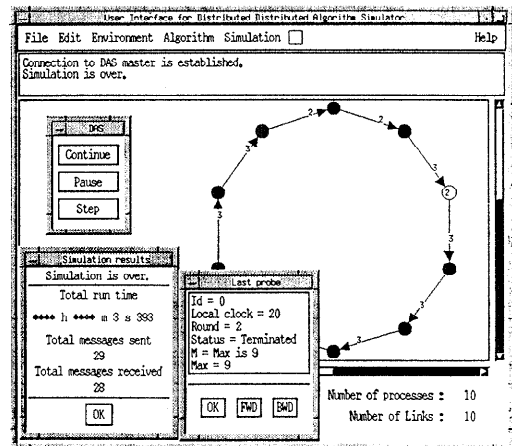 User Interface for Distributed Distributed Algorithm Simulator
File Edit Environment Algorithm Simulation Help
Connection to DAS master is established.
Simulation is over.
DAS
Continue
Pause
Step
2
2
3
3
3
2
3
3
3
Simulation results
Simulation is over.
Total run time
**** h **** m 3 s 393
Total messages sent
29
Total messages received
28
OK
Last probe
Id = 0
Local clock = 20
Round = 2
Status = Terminated
M = Max is 9
Max = 9
OK FWD BWD
Number of processes : 10
Number of Links : 10